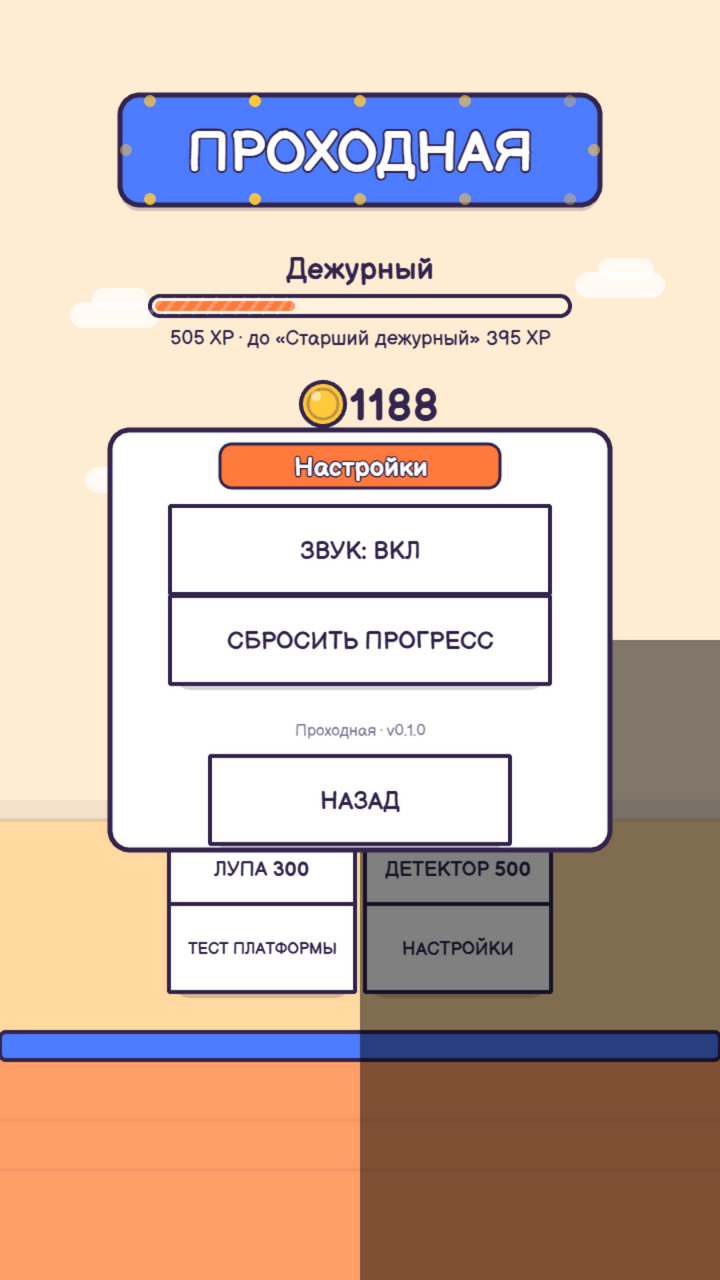 ПРОХОДНАЯ
Дежурный
505 XP · до «Старший дежурный» 395 XP
1188
Настройки
ЗВУК: ВКЛ
СБРОСИТЬ ПРОГРЕСС
Проходная · v0.1.0
НАЗАД
ЛУПА 300
ДЕТЕКТОР 500
ТЕСТ ПЛАТФОРМЫ
НАСТРОЙКИ